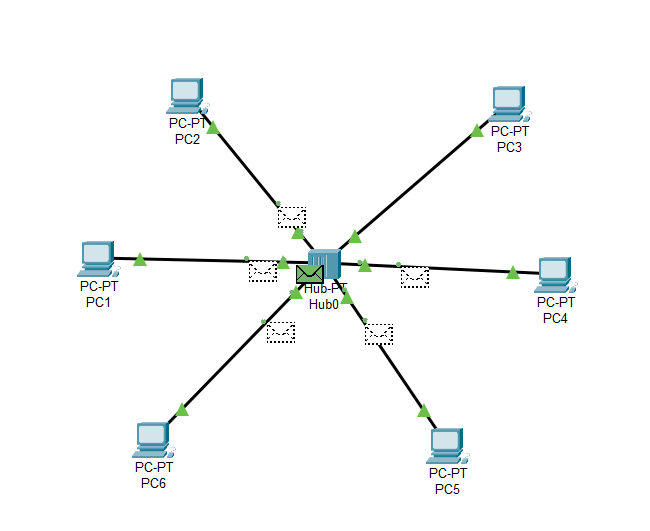 PC-PT
PC2
PC-PT
PC3
PC-PT
PC1
Hub-PT
Hub0
PC-PT
PC4
PC-PT
PC6
PC-PT
PC5